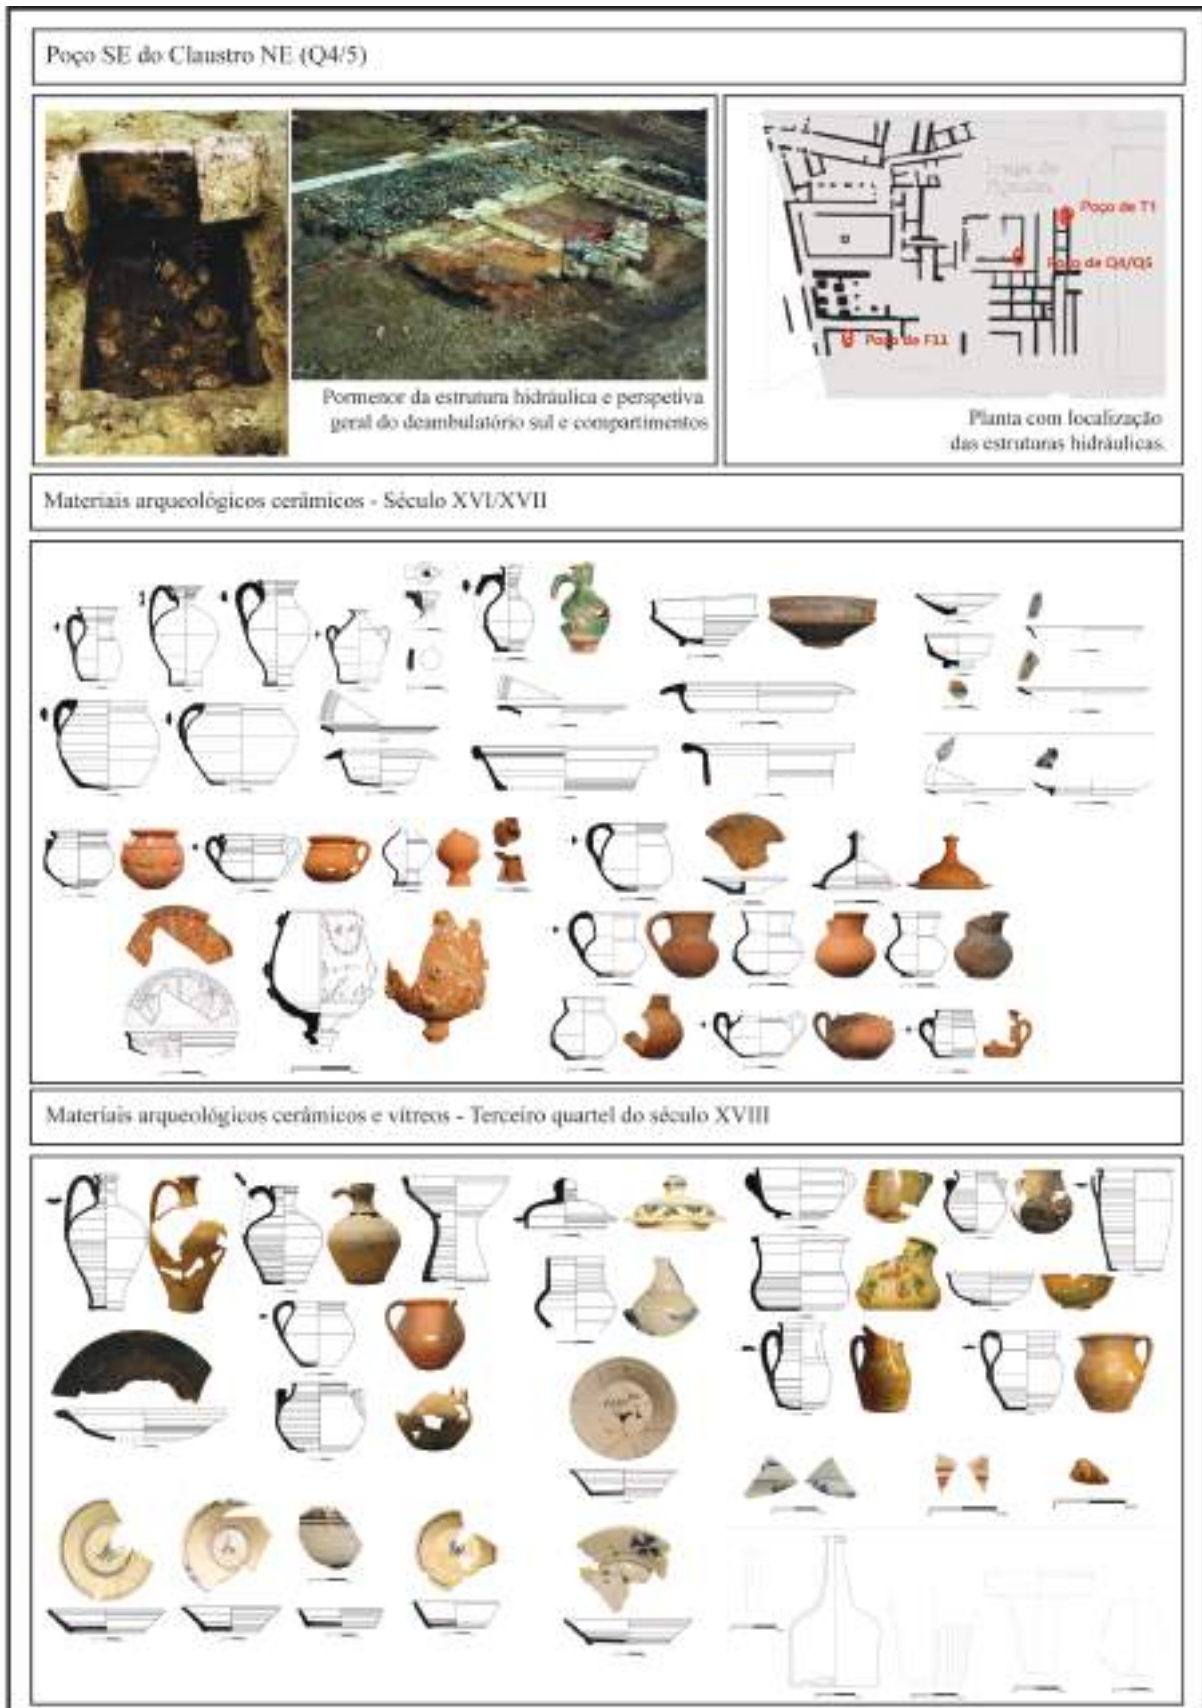 Poço SE do Claustro NE (Q4/5)
Pormenor da estrutura hidráulica e perspetiva
geral do deambulatório sul e compartimentos
Poço de T1
Poço de Q4/Q5
Poço de F11
Planta com localização
das estruturas hidráulicas.
Materiais arqueológicos cerâmicos - Século XVI/XVII
Materiais arqueológicos cerâmicos e vítreos - Terceiro quartel do século XVIII